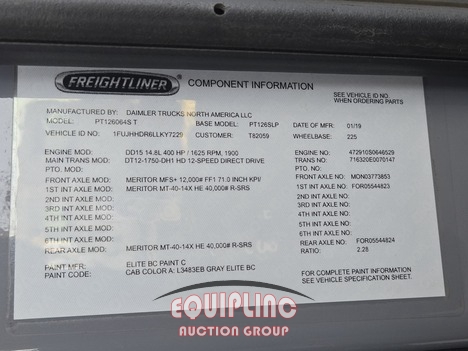 FREIGHTLINER COMPONENT INFORMATION SEE VEHICLE ID NO.
WHEN ORDERING PARTS
MANUFACTURED BY: DAIMLER TRUCKS NORTH AMERICA LLC
MODEL: PT126064S T BASE MODEL: PT126SLP DATE OF MFR: 01/19
VEHICLE ID NO: 1FUJHHDR6LLKY7229 CUSTOMER: T82059 WHEELBASE: 225
ENGINE MOD: DD15 14.8L 400 HP / 1625 RPM, 1900 ENGINE NO: 472910S0646529
MAIN TRANS MOD: DT12-1750-DH1 HD 12-SPEED DIRECT DRIVE TRANS NO: 716320E0070147
PTO. MOD: PTO NO:
FRONT AXLE MOD: MERITOR MFS+ 12,000# FF1 71.0 INCH KPI/ FRONT AXLE NO: MON03773853
1ST INT AXLE MOD: MERITOR MT-40-14X HE 40,000# R-SRS 1ST INT AXLE NO: FOR05544823
2ND INT AXLE MOD: 2ND INT AXLE NO:
3RD INT AXLE MOD: 3RD INT AXLE NO:
4TH INT AXLE MOD: 4TH INT AXLE NO:
5TH INT AXLE MOD: 5TH INT AXLE NO:
6TH INT AXLE MOD: 6TH INT AXLE NO:
REAR AXLE MOD: MERITOR MT-40-14X HE 40,000# R-SRS REAR AXLE NO: FOR05544824
RATIO: 2.28
PAINT MFR: ELITE BC PAINT C
PAINT CODE: CAB COLOR A: L3483EB GRAY ELITE BC
FOR COMPLETE PAINT INFORMATION
SEE VEHICLE SPECIFICATION SHEET.
EQUIPLINC
AUCTION GROUP